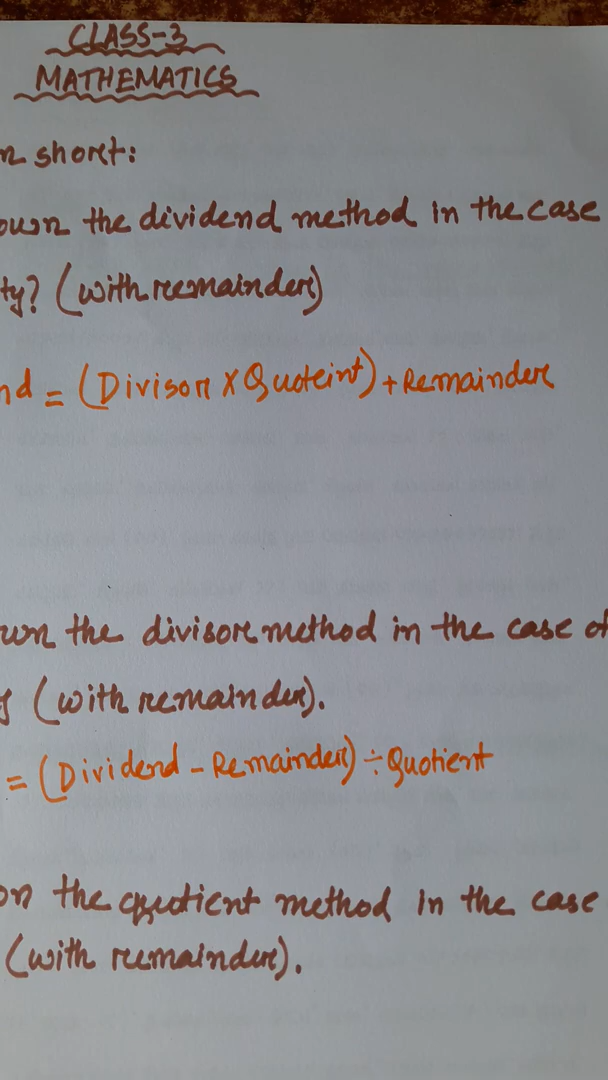 CLASS-3
MATHEMATICS
n short:
own the dividend method in the case
ty? (with remainder)
nd = (Divisor X Quoteint) + Remainder
wn the divisor method in the case of
y (with remainder).
= (Dividend - Remainder) ÷ Quotient
on the quotient method in the case
(with remainder).